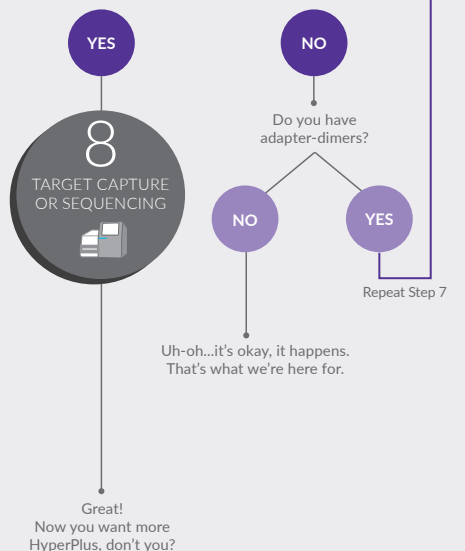 YES
NO
8
TARGET CAPTURE
OR SEQUENCING
Do you have
adapter-dimers?
NO
YES
Repeat Step 7
Uh-oh...it's okay, it happens.
That's what we're here for.
Great!
Now you want more
HyperPlus, don't you?